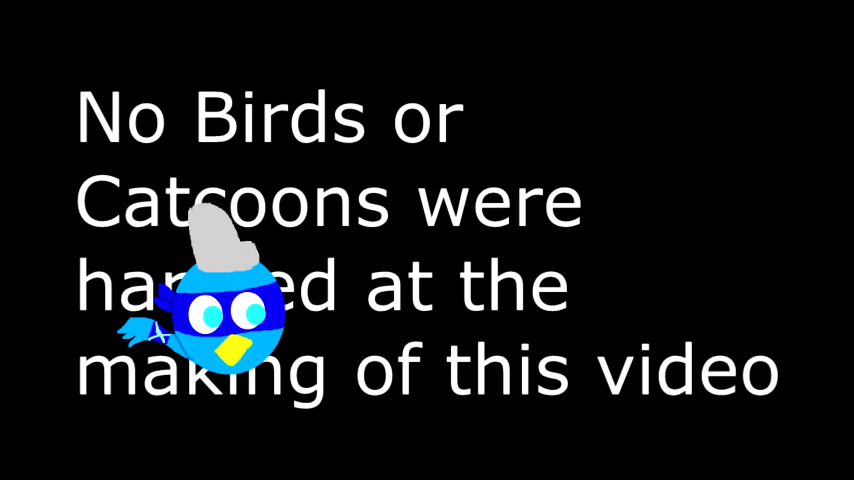 No Birds or
Catcoons were
at the
making of this video